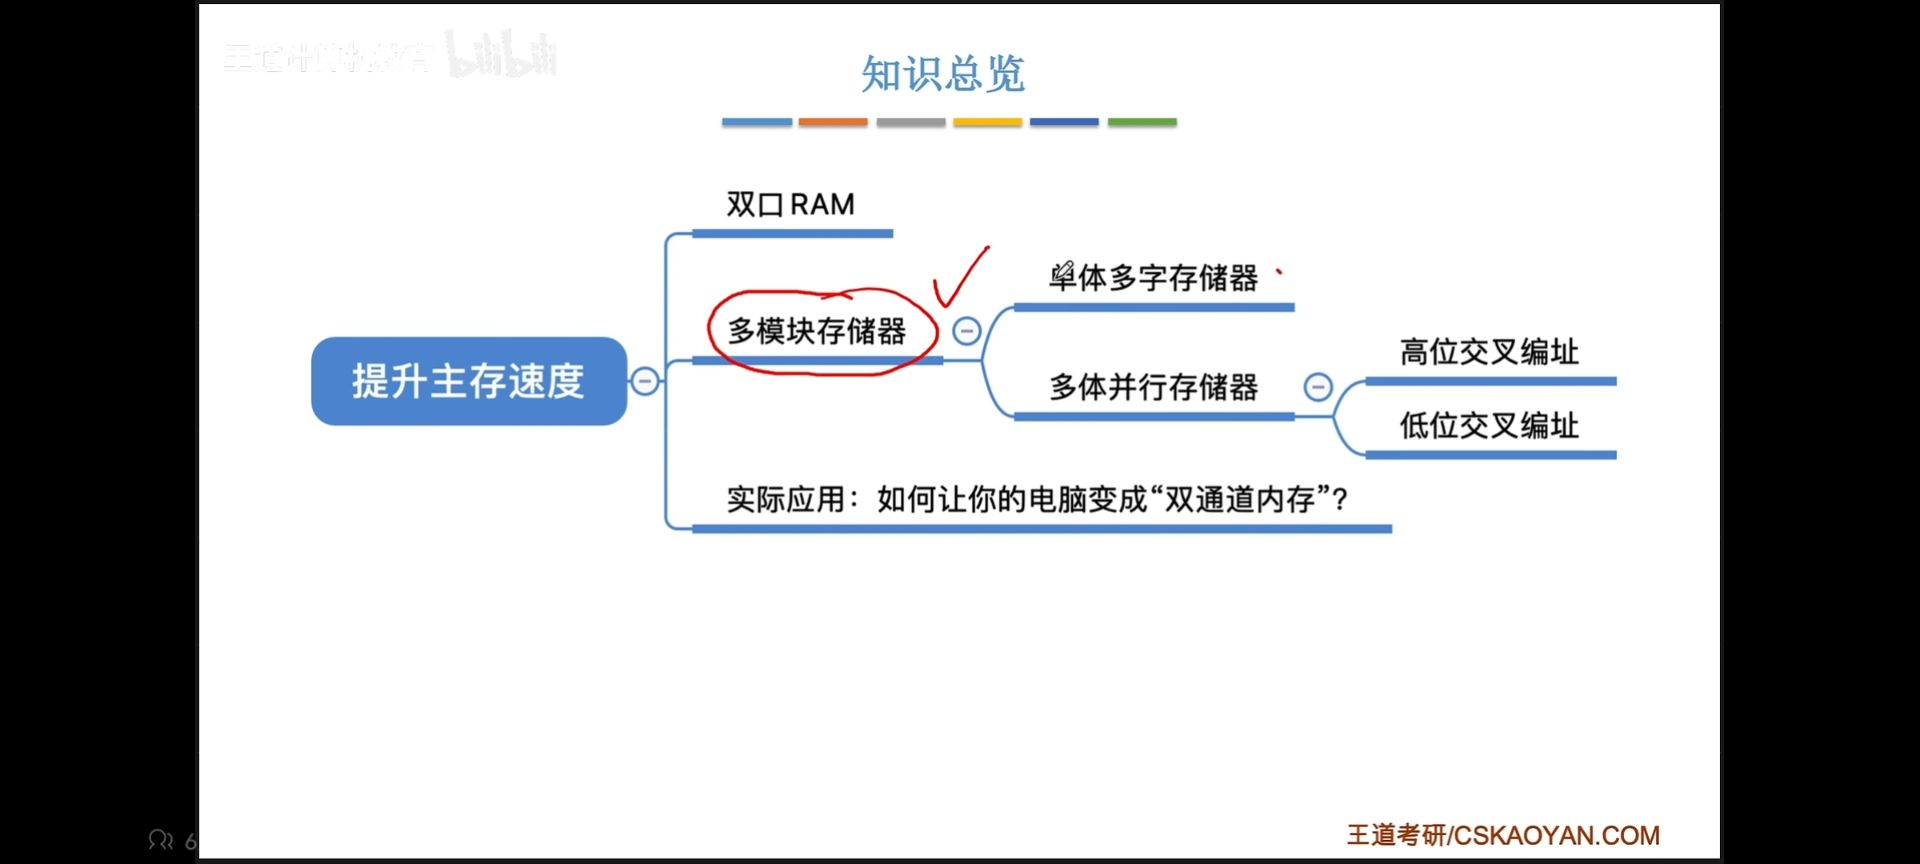 王道计算机教育 bilibili
知识总览
双口RAM
单体多字存储器
多模块存储器
高位交叉编址
提升主存速度
多体并行存储器
低位交叉编址
实际应用：如何让你的电脑变成“双通道内存”？
王道考研/CSKAOYAN.COM
6